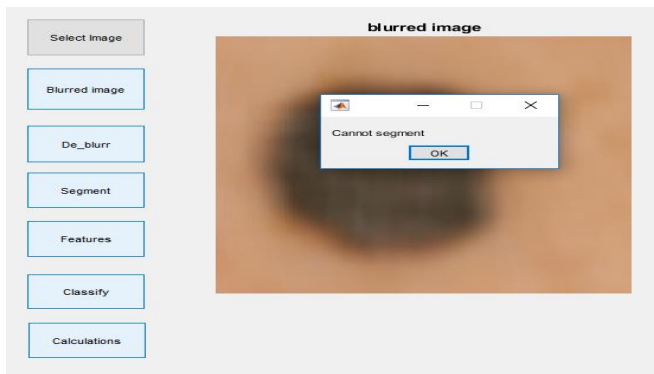 Select Image
Blurred image
De_blurr
Segment
Features
Classify
Calculations
blurred image
Cannot segment
OK